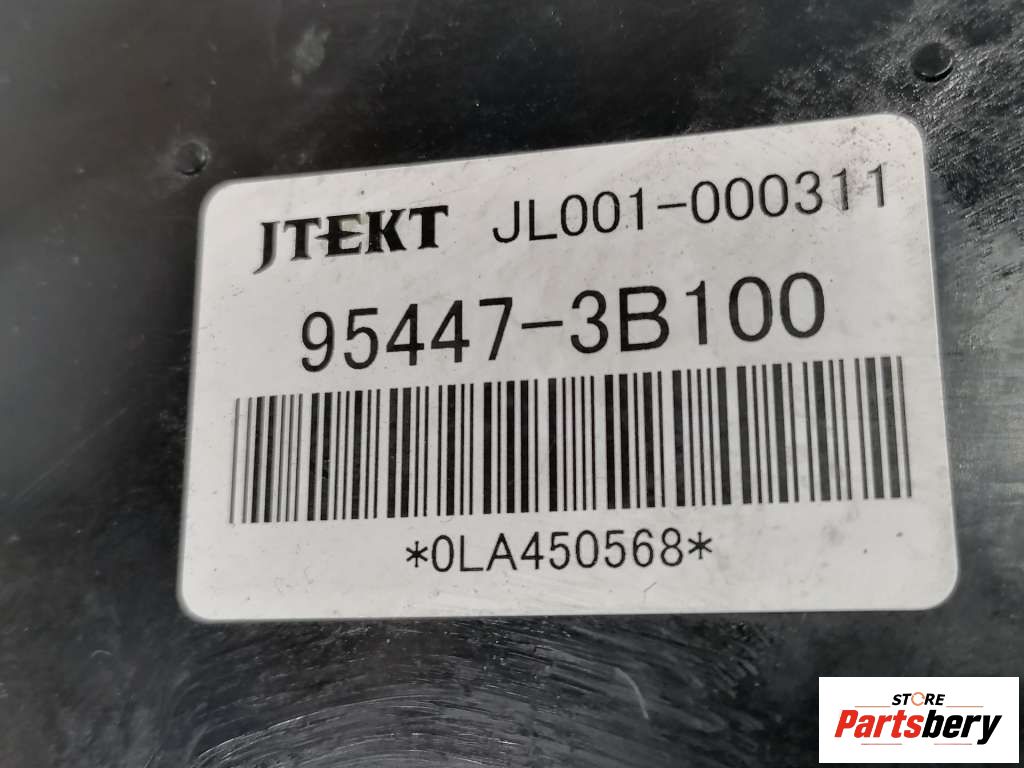 JTEKT JL001-000311
95447-3B100
*0LA450568*
STORE
Partsbery